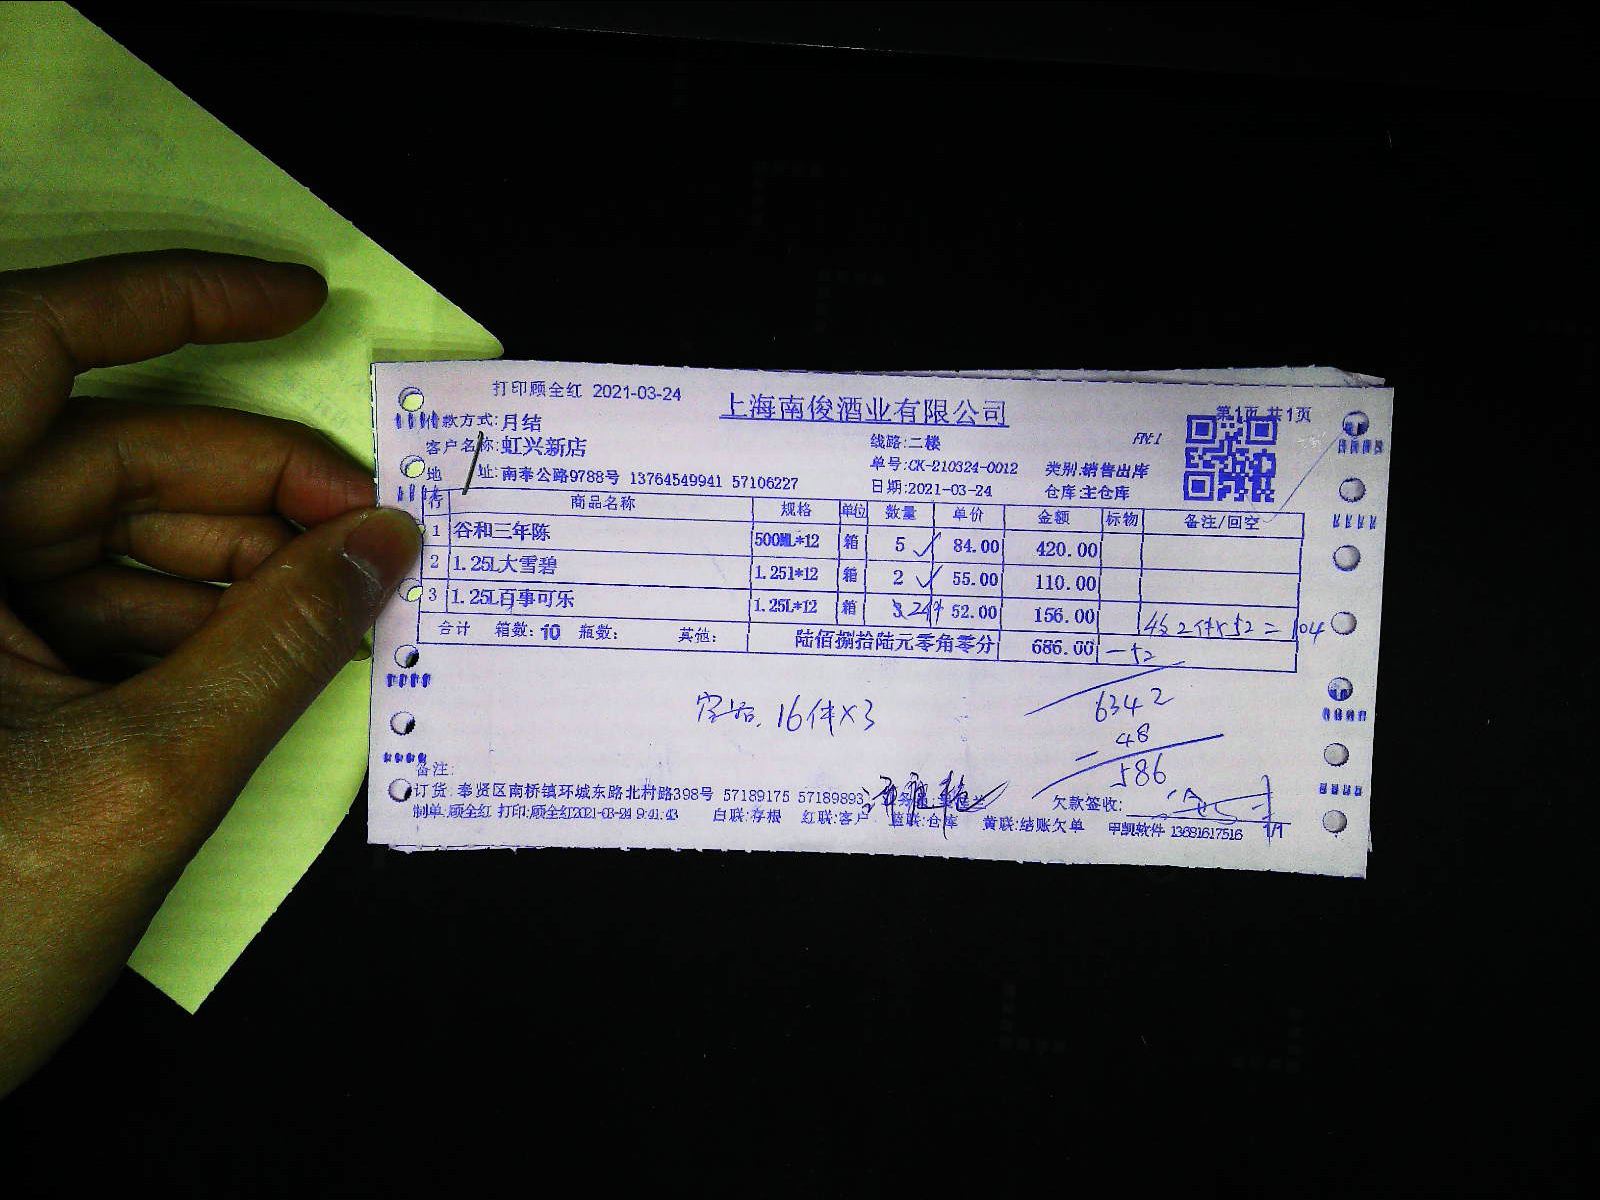 打印顾全红 2021-03-24
上海南俊酒业有限公司
第1页 共1页
付款方式:月结
客户名称:虹兴新店
线路:二楼
地 址:南奉公路9788号 13764549941 57106227
单号:CK-210324-0012 类别:销售出库
日期:2021-03-24 仓库:主仓库
行 商品名称 规格 单位 数量 单价 金额 标物 备注/回空
1 谷和三年陈 500ML*12 箱 5 84.00 420.00
2 1.25L大雪碧 1.25l*12 箱 2 55.00 110.00
3 1.25L百事可乐 1.25L*12 箱 3 2件 52.00 156.00 2件×52=104
合计 箱数:10 瓶数: 其他: 陆佰捌拾陆元零角零分 686.00 -52
16件×3
634
48
586
备注:
订货:奉贤区南桥镇环城东路北村路398号 57189175 57189893 欠款签收:
制单:顾全红 打印:顾全红2021-03-24 9:41:43 白联:存根 红联:客户 蓝联:仓库 黄联:结账欠单 甲凯软件 13681617516 1/1